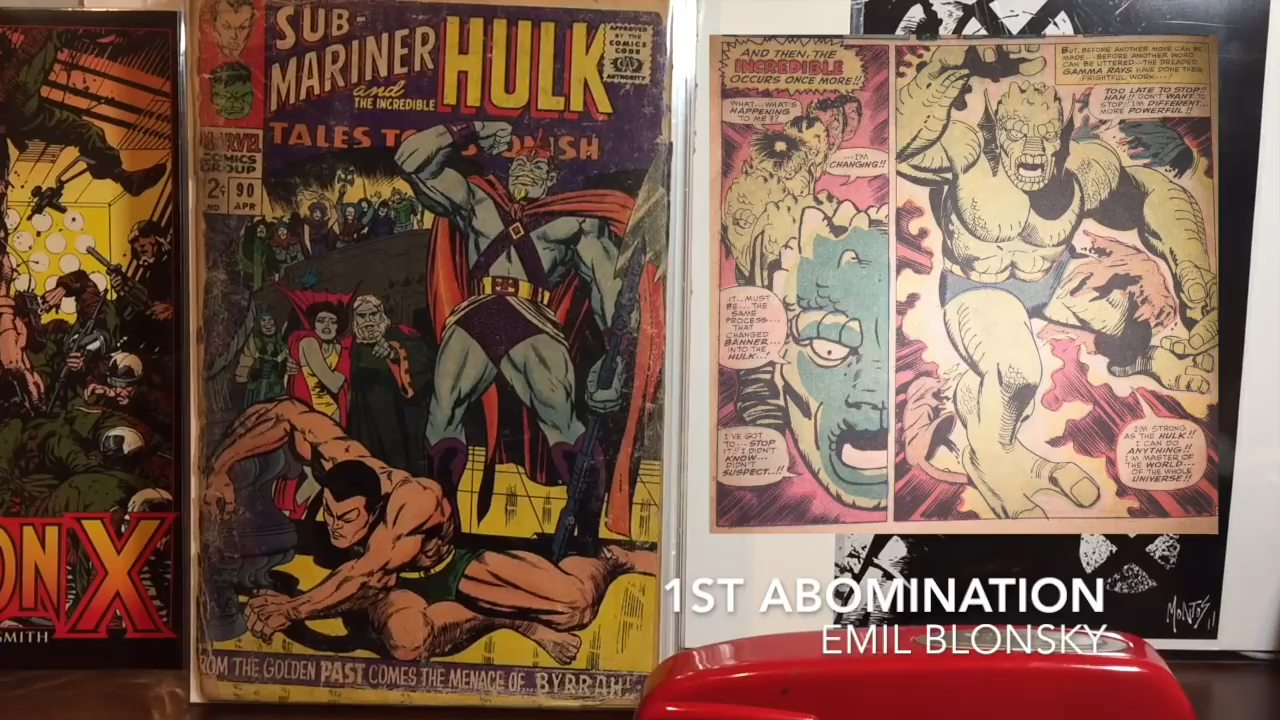 ON X
SMITH
SUB-
MARINER
and
THE INCREDIBLE
HULK
APPROVED
BY THE
COMICS
CODE
AUTHORITY
MARVEL
COMICS
GROUP
12¢
90
IND
APR
TALES TO ONISH
ROM THE GOLDEN PAST COMES THE MENACE OF... BYRRAH!
AND THEN, THE
INCREDIBLE
OCCURS ONCE MORE!!
WHAT... WHAT'S
HAPPENING
TO ME??
...I'M
CHANGING!!
IT... MUST
BE... THE
SAME
PROCESS...
THAT
CHANGED
BANNER...
INTO THE
HULK...!
I'VE GOT
TO... STOP
IT!! I DIDN'T
KNOW...
DIDN'T
SUSPECT..!!
BUT, BEFORE ANOTHER MOVE CAN BE
MADE--BEFORE ANOTHER WORD
CAN BE UTTERED--THE DREADED
GAMMA RAYS HAVE DONE THEIR
FRIGHTFUL WORK--!
TOO LATE TO STOP!!
HAH!! DON'T WANT TO
STOP!! I'M DIFFERENT...
MORE POWERFUL!!
I'M STRONG
AS THE HULK!!
I CAN DO
ANYTHING!!
I'M MASTER OF
THE WORLD---
OF THE WHOLE
UNIVERSE!!
1ST ABOMINATION
EMIL BLONSKY